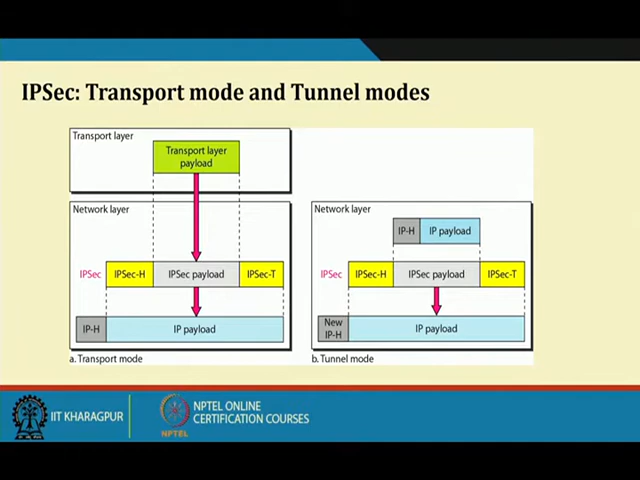 IPSec: Transport mode and Tunnel modes
Transport layer
Transport layer
payload
Network layer
IPSec
IPSec-H
IPSec payload
IPSec-T
IP-H
IP payload
a. Transport mode
Network layer
IP-H
IP payload
IPSec
IPSec-H
IPSec payload
IPSec-T
New
IP-H
IP payload
b. Tunnel mode
IIT KHARAGPUR
NPTEL
NPTEL ONLINE
CERTIFICATION COURSES